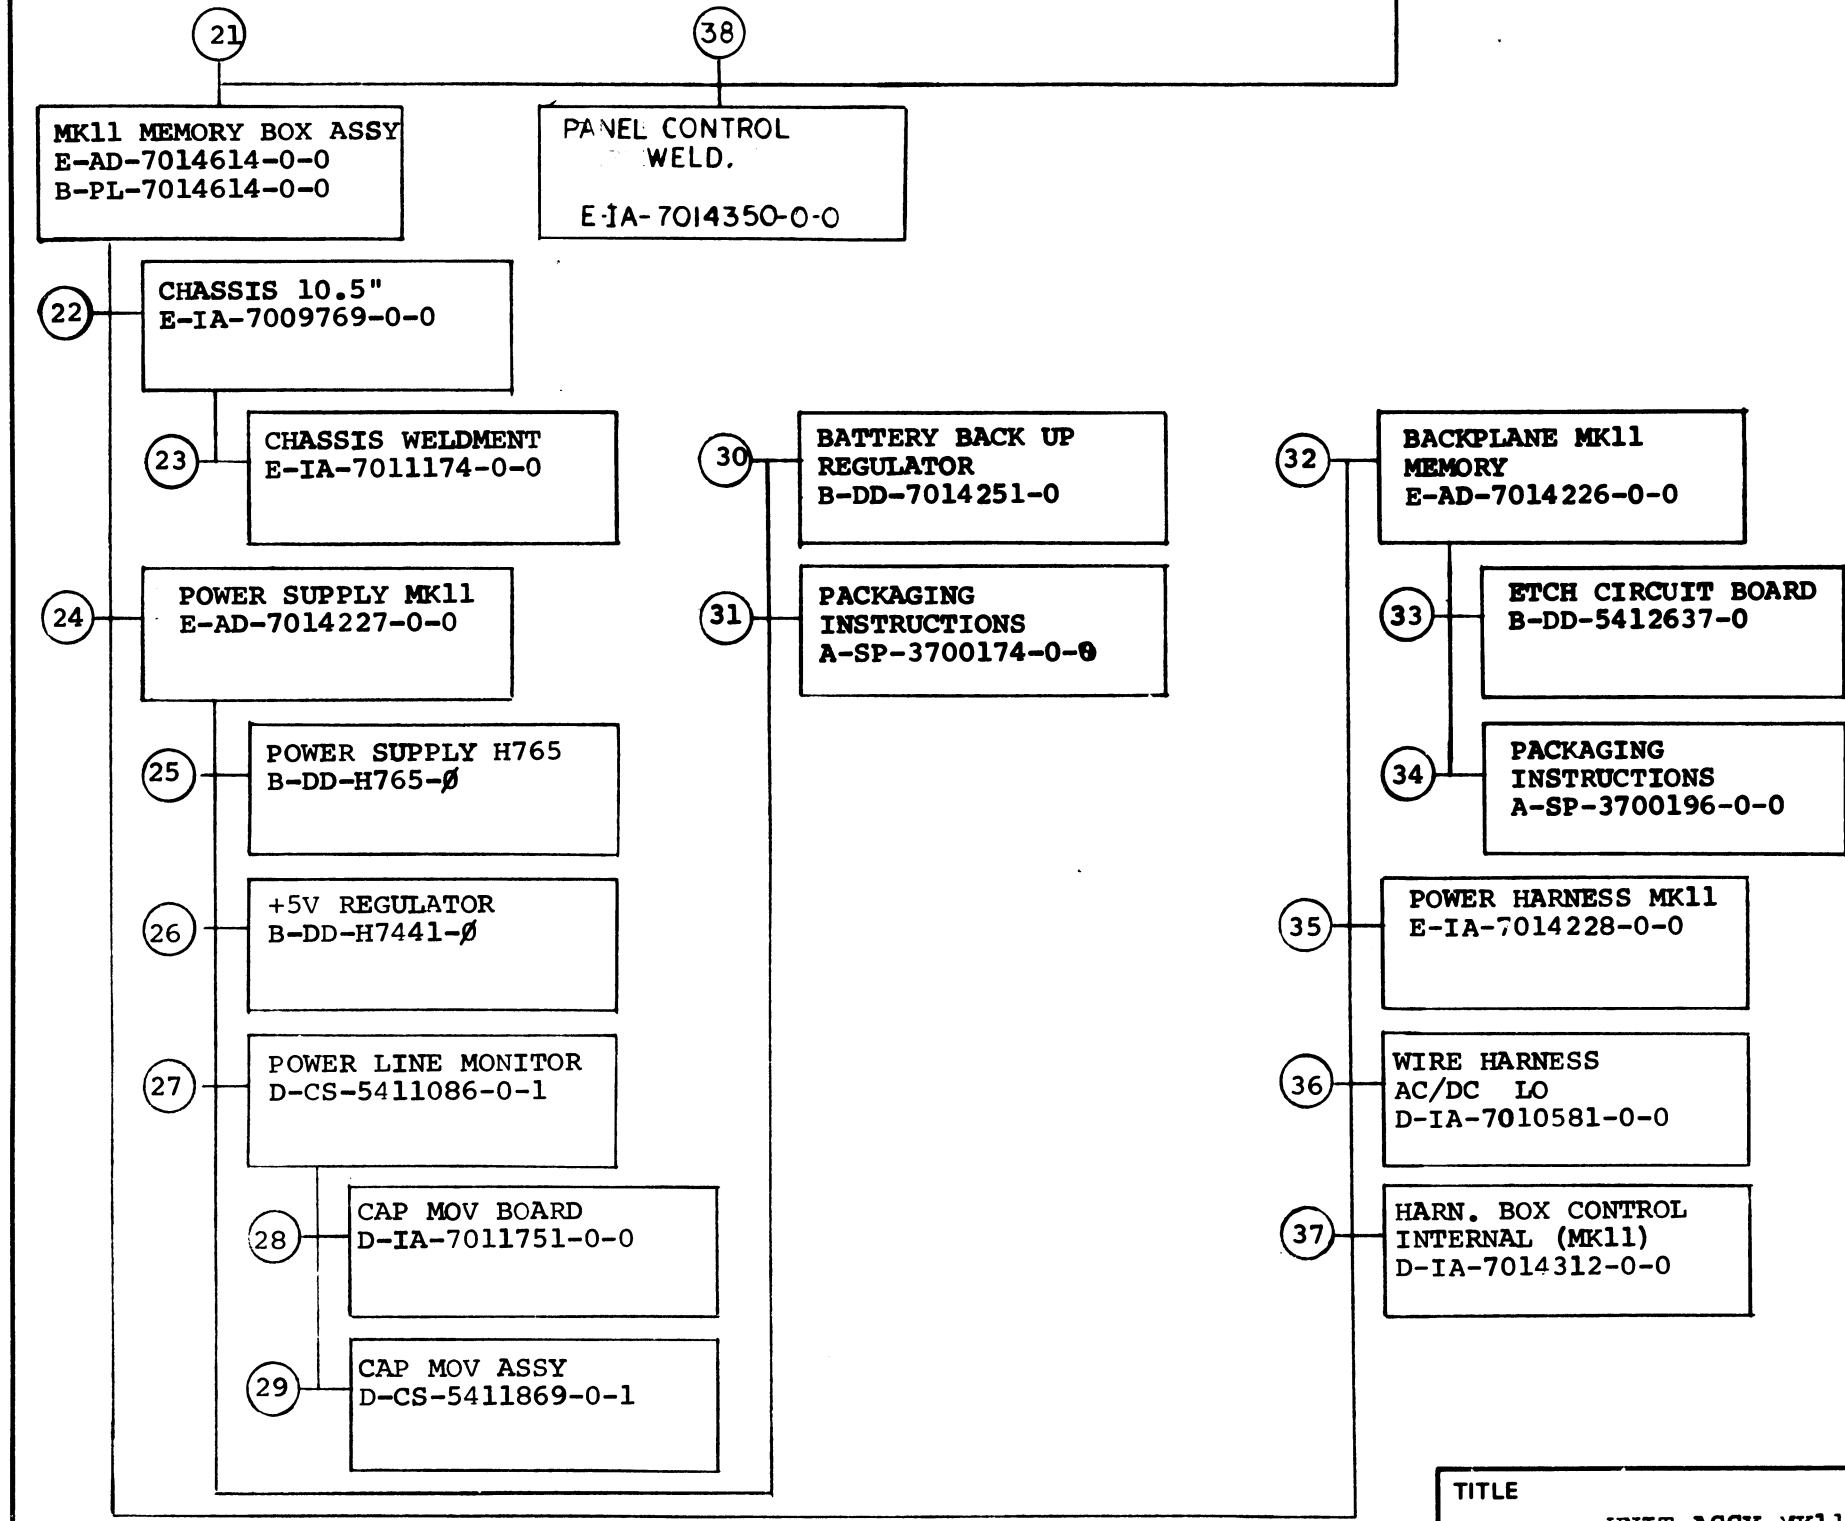 21
38
MK11 MEMORY BOX ASSY
E-AD-7014614-0-0
B-PL-7014614-0-0
PANEL CONTROL
WELD.
E-IA-7014350-0-0
22
CHASSIS 10.5"
E-IA-7009769-0-0
23
CHASSIS WELDMENT
E-IA-7011174-0-0
24
POWER SUPPLY MK11
E-AD-7014227-0-0
25
POWER SUPPLY H765
B-DD-H765-Ø
26
+5V REGULATOR
B-DD-H7441-Ø
27
POWER LINE MONITOR
D-CS-5411086-0-1
28
CAP MOV BOARD
D-IA-7011751-0-0
29
CAP MOV ASSY
D-CS-5411869-0-1
30
BATTERY BACK UP
REGULATOR
B-DD-7014251-0
31
PACKAGING
INSTRUCTIONS
A-SP-3700174-0-0
32
BACKPLANE MK11
MEMORY
E-AD-7014226-0-0
33
ETCH CIRCUIT BOARD
B-DD-5412637-0
34
PACKAGING
INSTRUCTIONS
A-SP-3700196-0-0
35
POWER HARNESS MK11
E-IA-7014228-0-0
36
WIRE HARNESS
AC/DC LO
D-IA-7010581-0-0
37
HARN. BOX CONTROL
INTERNAL (MK11)
D-IA-7014312-0-0
TITLE
ASSY